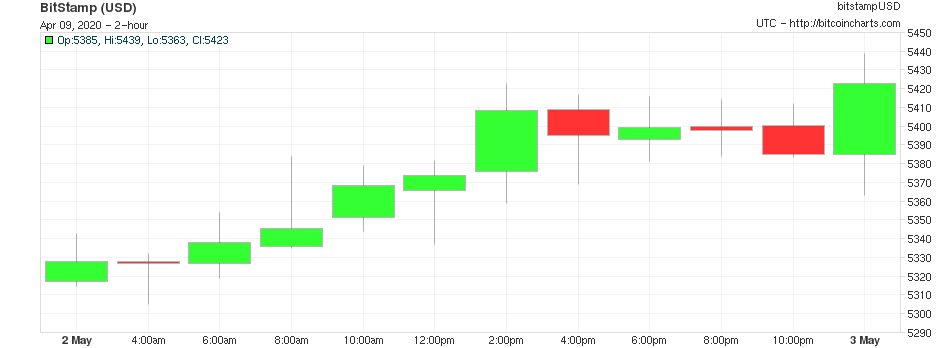 BitStamp (USD)
bitstampUSD
Apr 09, 2020 - 2-hour
UTC - http://bitcoincharts.com
Op:5385, Hi:5439, Lo:5363, Cl:5423
5450
5440
5430
5420
5410
5400
5390
5380
5370
5360
5350
5340
5330
5320
5310
5300
5290
2 May
4:00am
6:00am
8:00am
10:00am
12:00pm
2:00pm
4:00pm
6:00pm
8:00pm
10:00pm
3 May